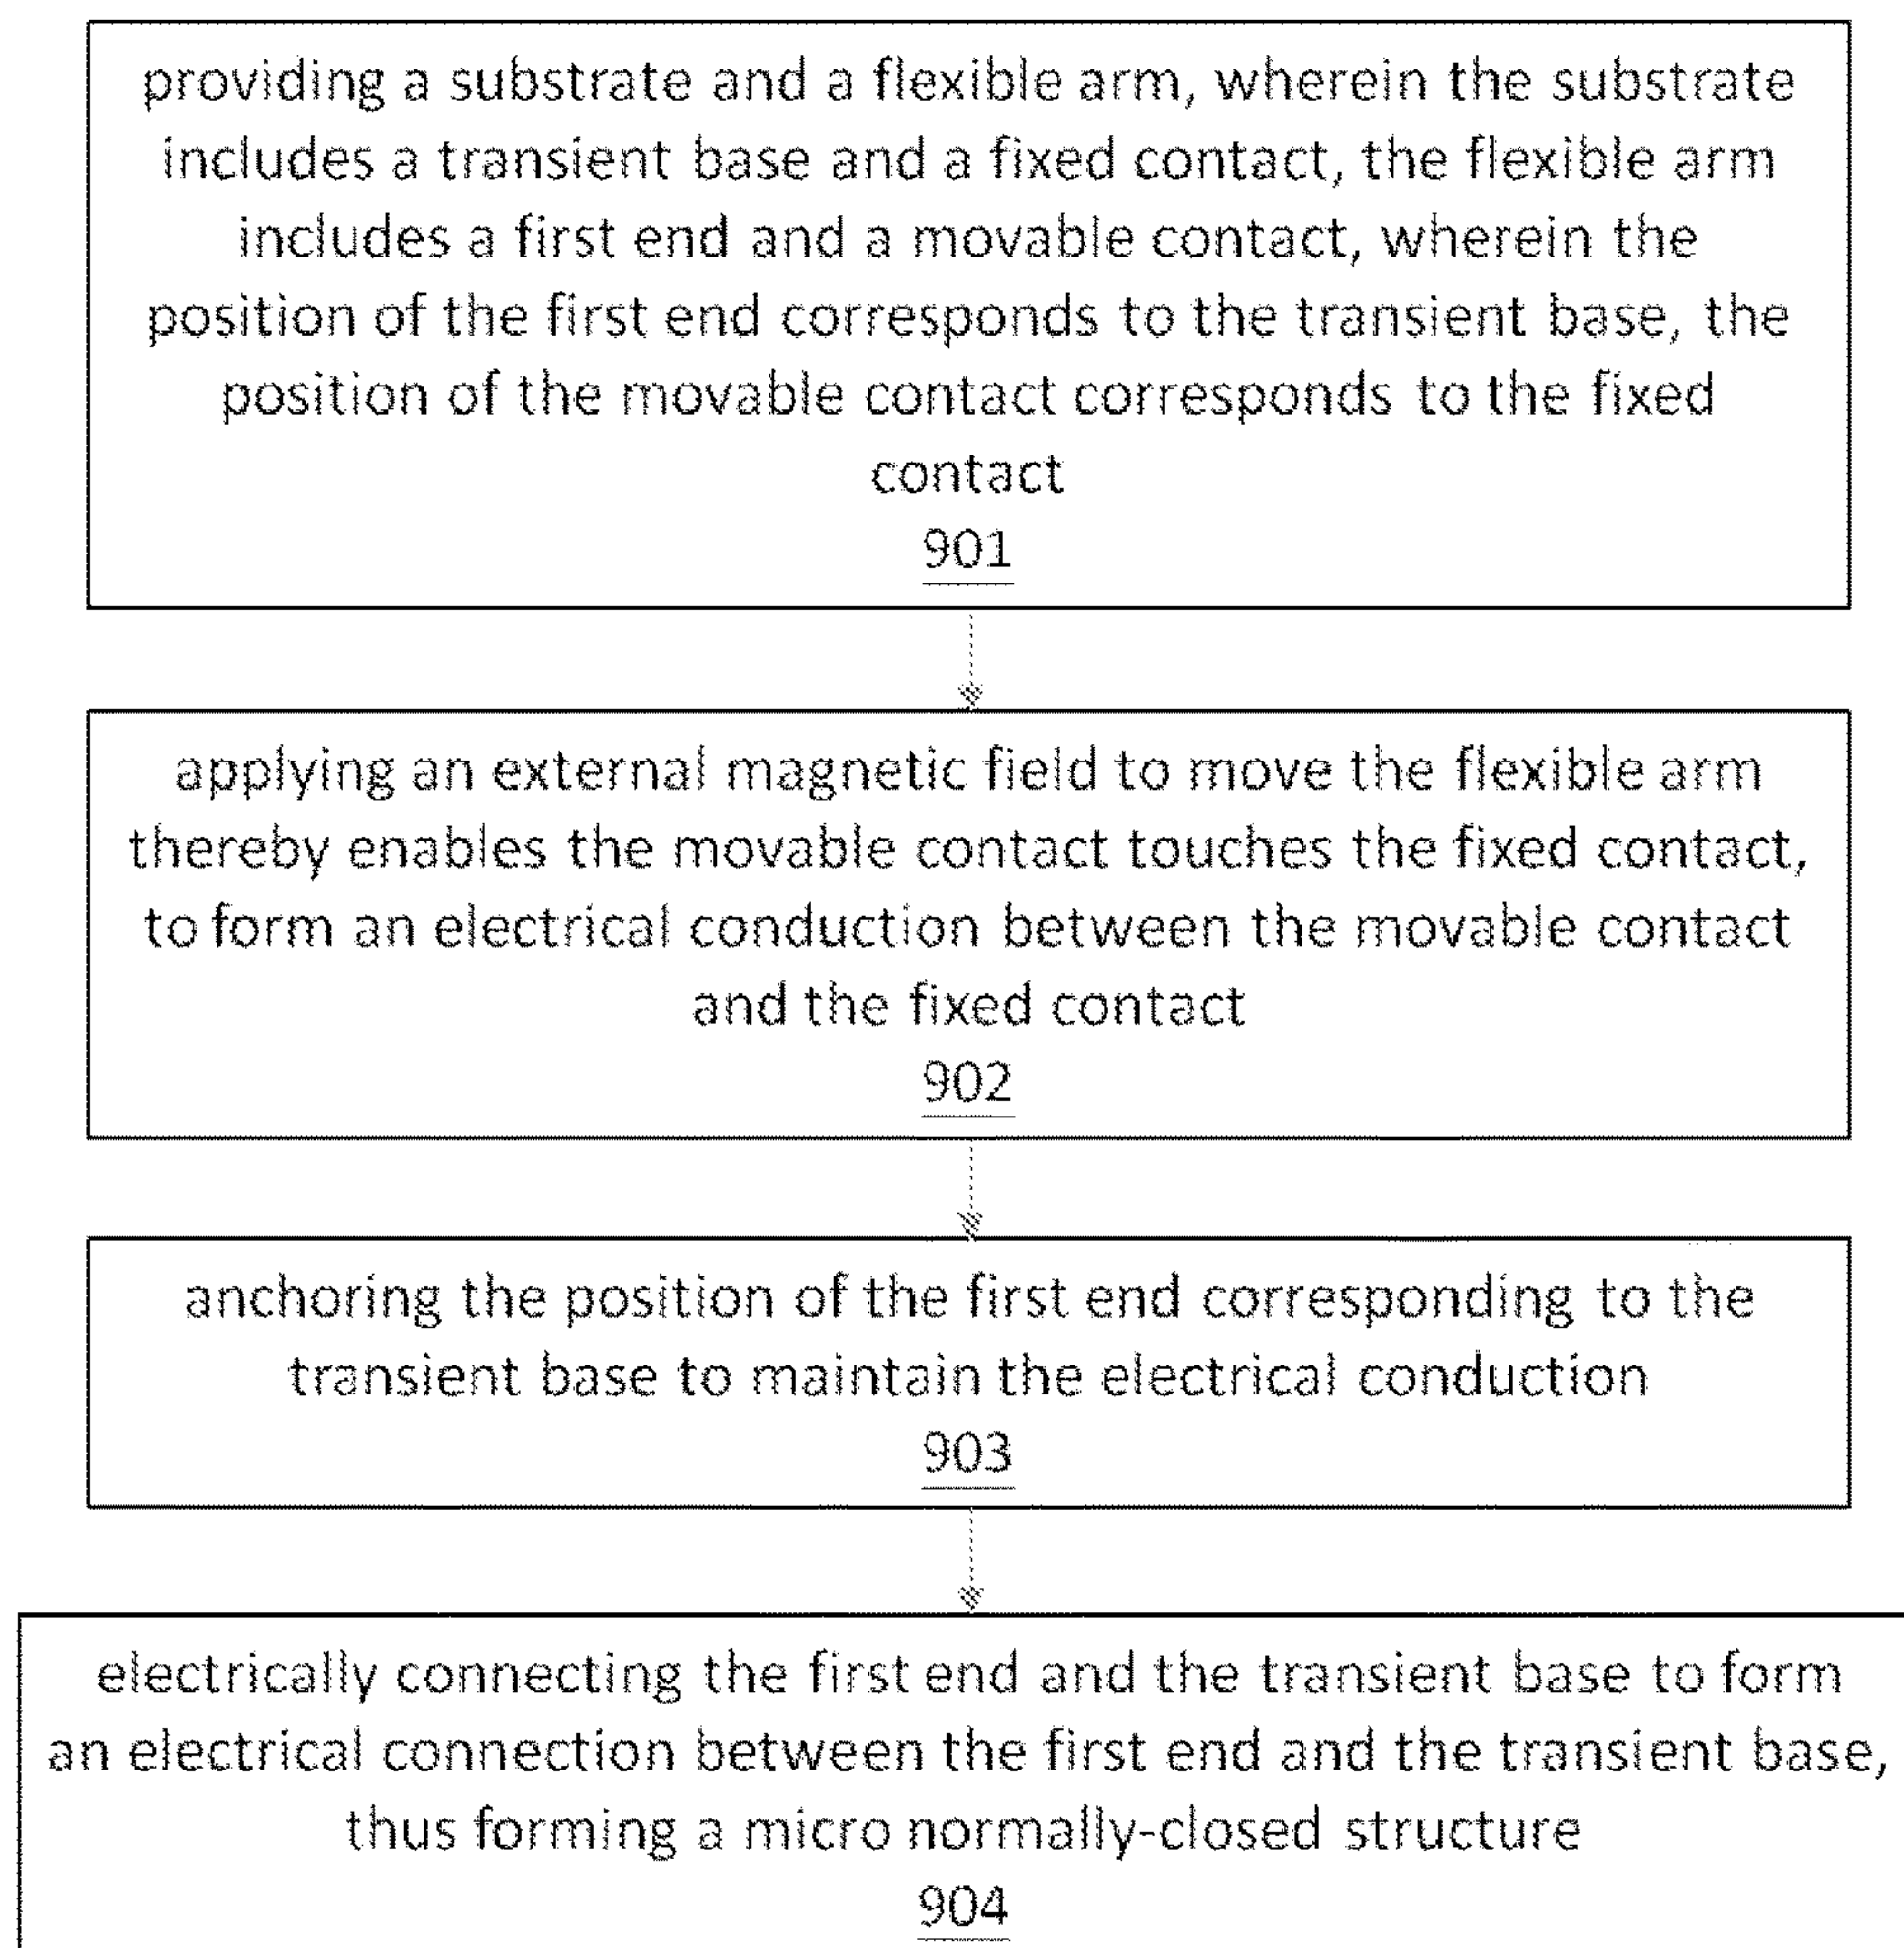 providing a substrate and a flexible arm, wherein the substrate
includes a transient base and a fixed contact, the flexible arm
includes a first end and a movable contact, wherein the
position of the first end corresponds to the transient base, the
position of the movable contact corresponds to the fixed
contact
901
applying an external magnetic field to move the flexible arm
thereby enables the movable contact touches the fixed contact,
to form an electrical conduction between the movable contact
and the fixed contact
902
anchoring the position of the first end corresponding to the
transient base to maintain the electrical conduction
903
electrically connecting the first end and the transient base to form
an electrical connection between the first end and the transient base,
thus forming a micro normally-closed structure
904